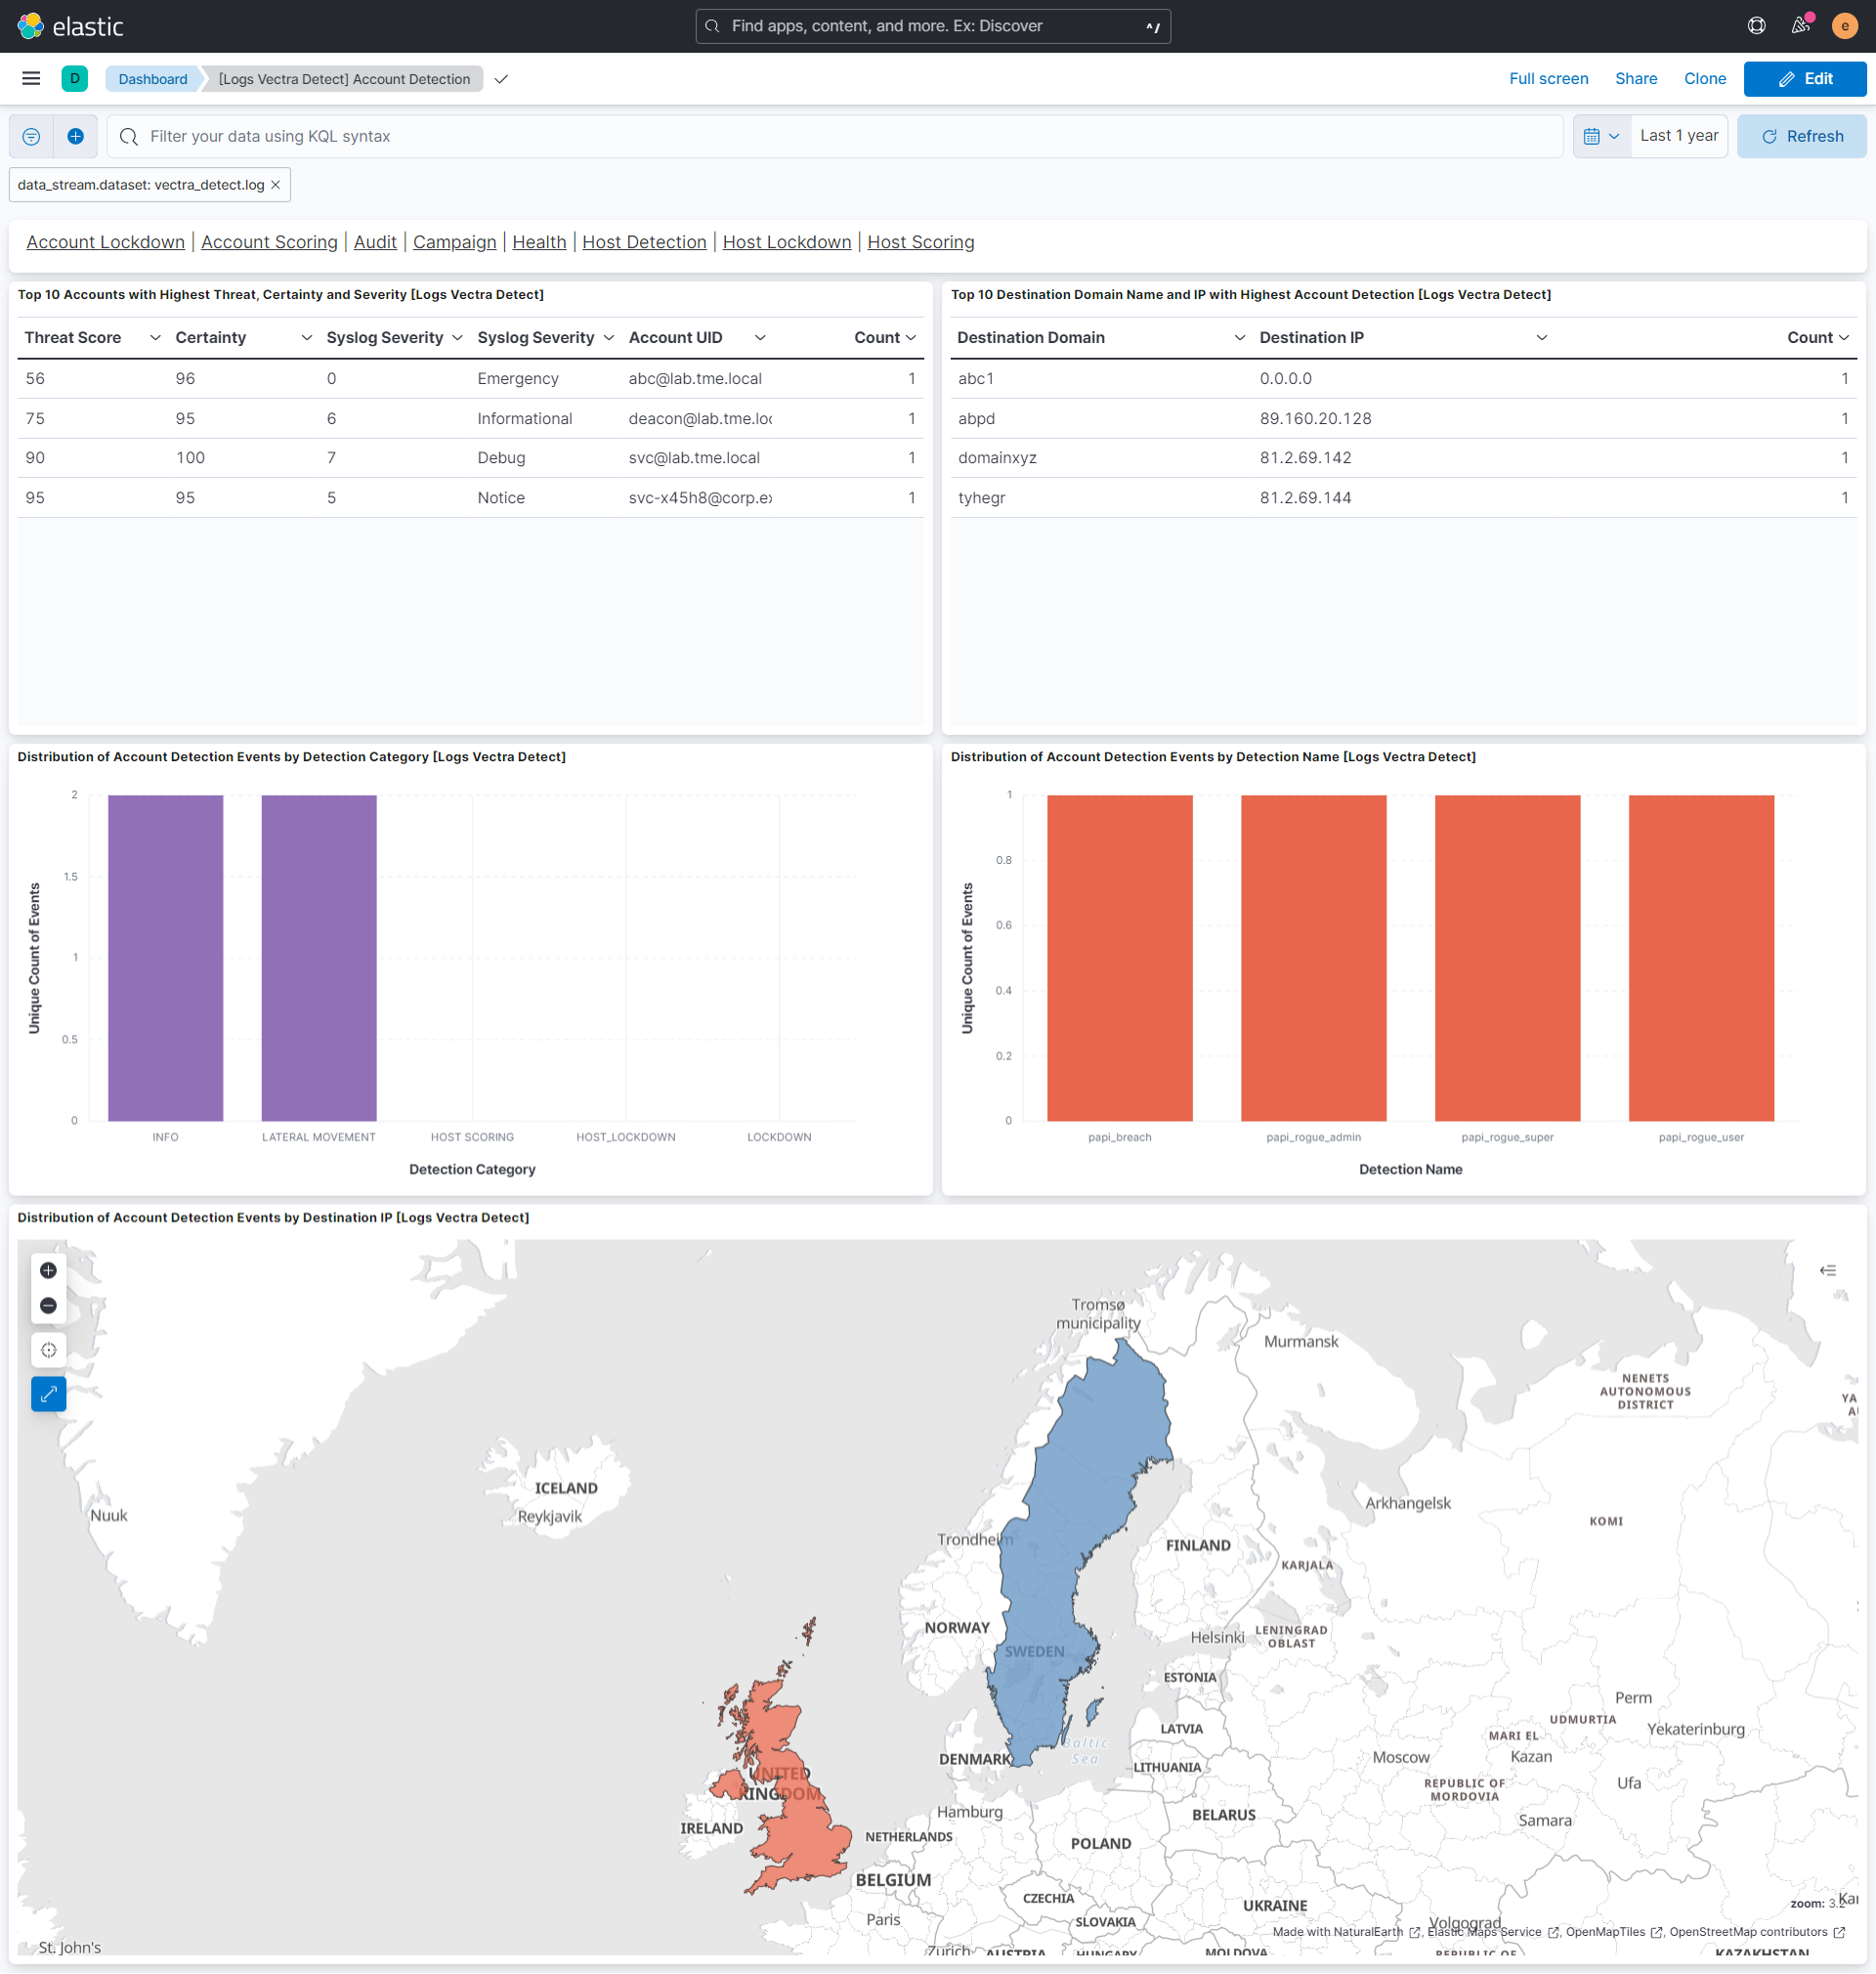 elastic
Find apps, content, and more. Ex: Discover
^/
e
D
Dashboard
[Logs Vectra Detect] Account Detection
Full screen
Share
Clone
Edit
Filter your data using KQL syntax
Last 1 year
Refresh
data_stream.dataset: vectra_detect.log
Account Lockdown | Account Scoring | Audit | Campaign | Health | Host Detection | Host Lockdown | Host Scoring
Top 10 Accounts with Highest Threat, Certainty and Severity [Logs Vectra Detect]
Threat Score Certainty Syslog Severity Syslog Severity Account UID Count
56 96 0 Emergency abc@lab.tme.local 1
75 95 6 Informational deacon@lab.tme.loc 1
90 100 7 Debug svc@lab.tme.local 1
95 95 5 Notice svc-x45h8@corp.ex 1
Top 10 Destination Domain Name and IP with Highest Account Detection [Logs Vectra Detect]
Destination Domain Destination IP Count
abc1 0.0.0.0 1
abpd 89.160.20.128 1
domainxyz 81.2.69.142 1
tyhegr 81.2.69.144 1
Distribution of Account Detection Events by Detection Category [Logs Vectra Detect]
Unique Count of Events
2
1.5
1
0.5
0
INFO LATERAL MOVEMENT HOST SCORING HOST_LOCKDOWN LOCKDOWN
Detection Category
Distribution of Account Detection Events by Detection Name [Logs Vectra Detect]
Unique Count of Events
1
0.8
0.6
0.4
0.2
0
papi_breach papi_rogue_admin papi_rogue_super papi_rogue_user
Detection Name
Distribution of Account Detection Events by Destination IP [Logs Vectra Detect]
Tromsø
municipality
Murmansk
NENETS
AUTONOMOUS
DISTRICT
YA
ICELAND
Reykjavik
Nuuk
Arkhangelsk
KOMI
Trondheim
FINLAND
KARJALA
NORWAY
SWEDEN
Helsinki
LENINGRAD
OBLAST
ESTONIA
Perm
UDMURTIA
Yekaterinburg
LATVIA
MARI EL
Baltic
Sea
DENMARK
Moscow
Kazan
LITHUANIA
UNITED
KINGDOM
REPUBLIC OF
MORDOVIA
Ufa
Hamburg
BELARUS
Samara
IRELAND
NETHERLANDS
POLAND
BELGIUM
CZECHIA
UKRAINE
zoom: 3.2
Kar
Paris
SLOVAKIA
Volgograd
Made with NaturalEarth , Elastic Maps Service , OpenMapTiles , OpenStreetMap contributors
St. John's
Zurich
AUSTRIA
HUNGARY
MOLDOVA
REPUBLIC OF
KAZAKHSTAN